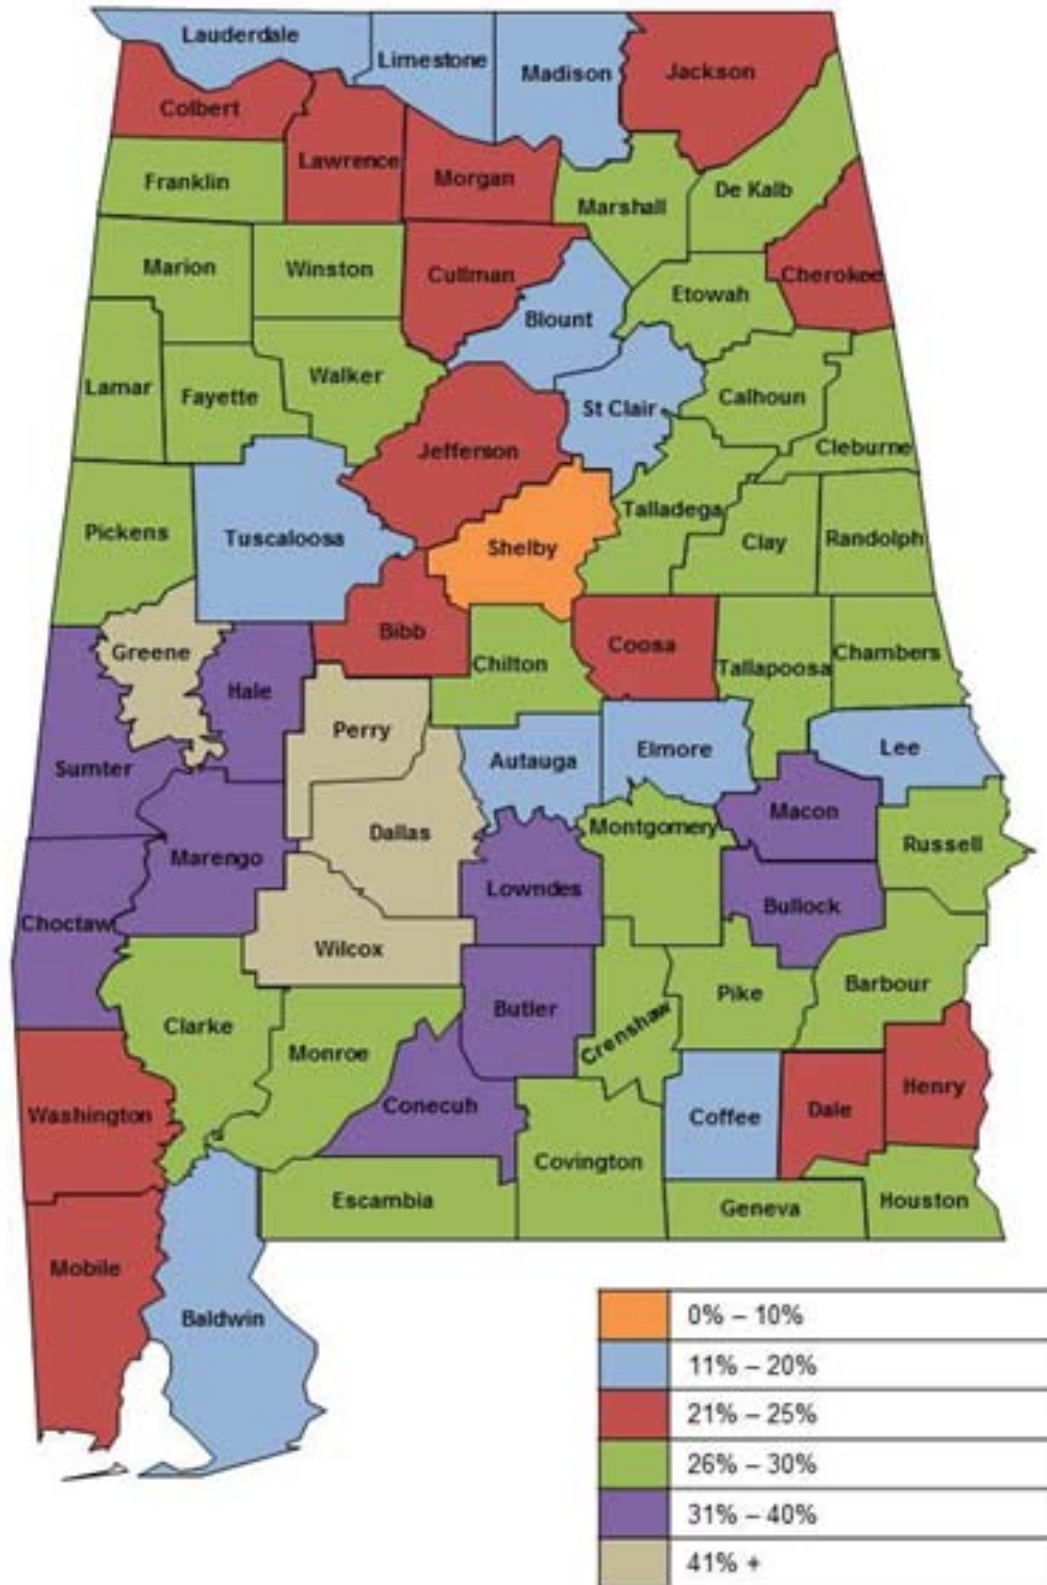 Lauderdale
Limestone
Madison
Jackson
Colbert
Lawrence
Morgan
Franklin
Marshall
De Kalb
Marion
Winston
Cullman
Cherokee
Etowah
Blount
Lamar
Fayette
Walker
St Clair
Calhoun
Cleburne
Jefferson
Pickens
Tuscaloosa
Shelby
Talladega
Clay
Randolph
Greene
Hale
Bibb
Chilton
Coosa
Tallapoosa
Chambers
Perry
Sumter
Autauga
Elmore
Lee
Dallas
Marengo
Montgomery
Macon
Russell
Choctaw
Lowndes
Bullock
Wilcox
Clarke
Monroe
Butler
Crenshaw
Pike
Barbour
Washington
Conecuh
Coffee
Dale
Henry
Escambia
Covington
Geneva
Houston
Mobile
Baldwin
0% – 10%
11% – 20%
21% – 25%
26% – 30%
31% – 40%
41% +